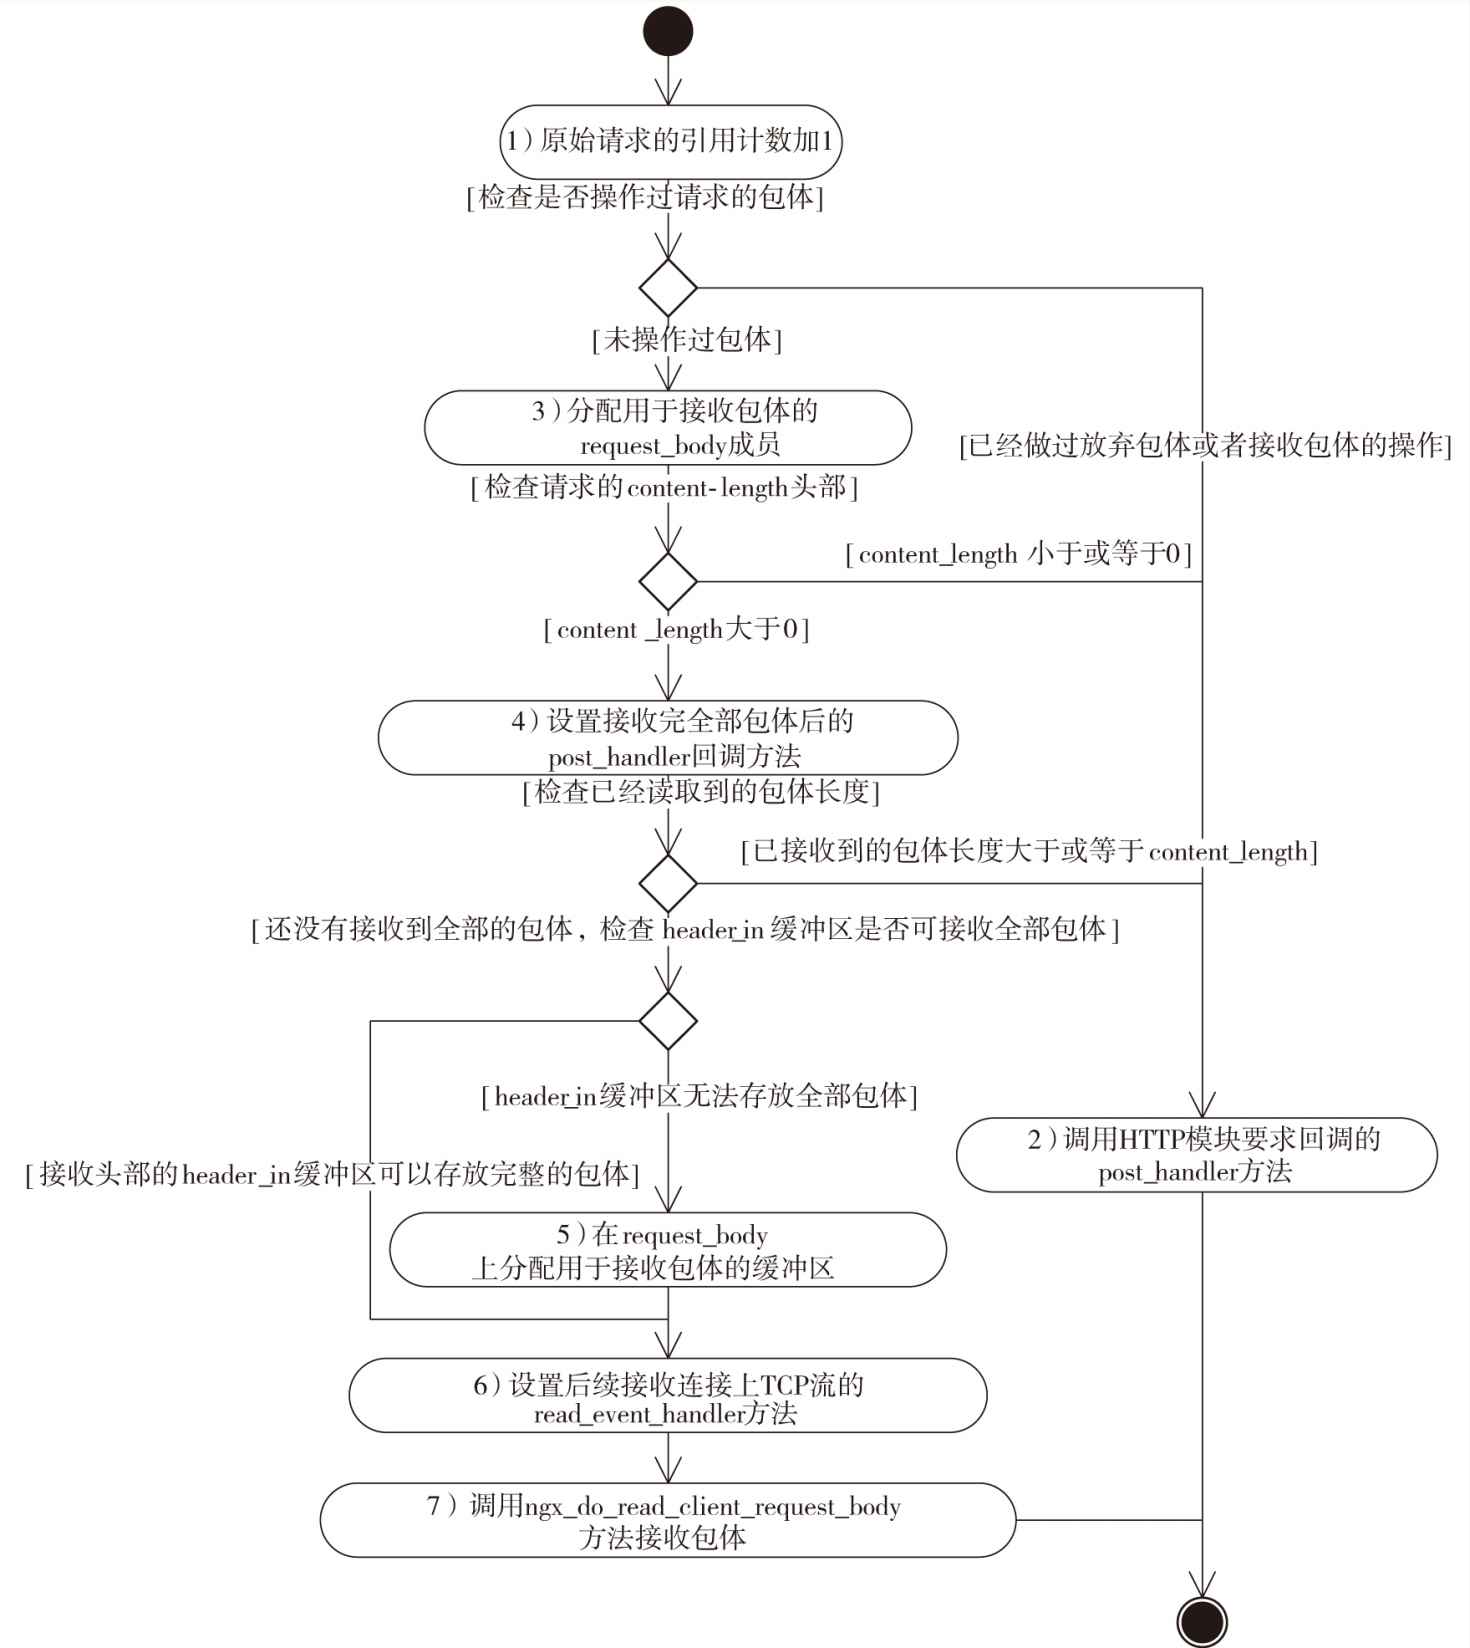 1）原始请求的引用计数加1
[检查是否操作过请求的包体]
[未操作过包体]
3）分配用于接收包体的
request_body成员
[已经做过放弃包体或者接收包体的操作]
[检查请求的content-length头部]
[content_length 小于或等于0]
[content _length大于0]
4）设置接收完全部包体后的
post_handler回调方法
[检查已经读取到的包体长度]
[已接收到的包体长度大于或等于content_length]
[还没有接收到全部的包体，检查 header_in 缓冲区是否可接收全部包体]
[header_in缓冲区无法存放全部包体]
2）调用HTTP模块要求回调的
post_handler方法
[接收头部的header_in缓冲区可以存放完整的包体]
5）在request_body
上分配用于接收包体的缓冲区
6）设置后续接收连接上TCP流的
read_event_handler方法
7）调用ngx_do_read_client_request_body
方法接收包体